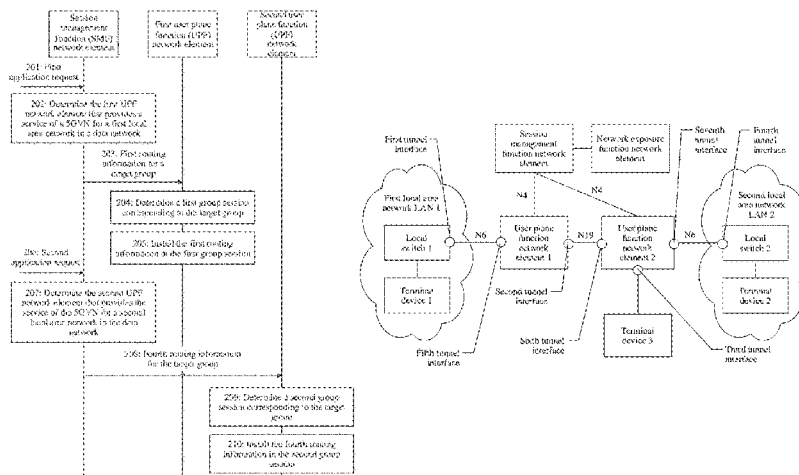 Session
management
function (SMF)
network element
First user plane
function (UPF)
network element
Second user
plane function
(UPF)
network
element
201: First
application request
202: Determine the first UPF
network element that provides a
service of a 5GVN for a first local
area network in a data network
203: First routing
information for a
target group
204: Determine a first group session
corresponding to the target group
205: Install the first routing
information in the first group session
206: Second
application request
207: Determine the second UPF
network element that provides the
service of the 5GVN for a second
local area network in the data
network
208: Fourth routing information
for the target group
209: Determine a second group
session corresponding to the target
group
210: Install the fourth routing
information in the second group
session
First tunnel
interface
Session
management
function network
element
Network exposure
function network
element
Seventh
tunnel
interface
Fourth
tunnel
interface
First local area
network LAN 1
N4
N4
Second local
area network
LAN 2
Local
switch 1
N6
User plane
function
network
element 1
N19
User plane
function
network
element 2
N6
Local
switch 2
Terminal
device 1
Second tunnel
interface
Terminal
device 2
Fifth tunnel
interface
Sixth tunnel
interface
Terminal
device 3
Third tunnel
interface